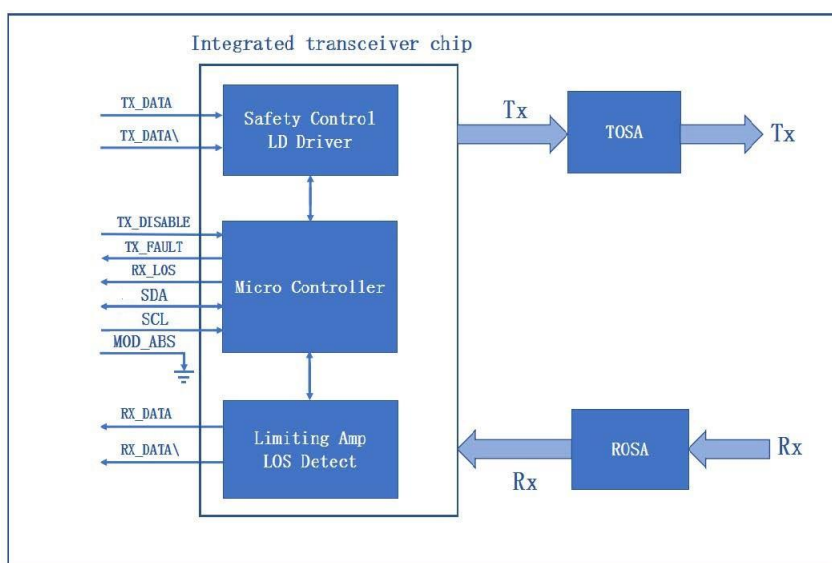 Integrated transceiver chip
TX_DATA
TX_DATA\
Safety Control
LD Driver
Tx
TOSA
Tx
TX_DISABLE
TX_FAULT
RX_LOS
SDA
SCL
MOD_ABS
Micro Controller
RX_DATA
RX_DATA\
Limiting Amp
LOS Detect
Rx
ROSA
Rx